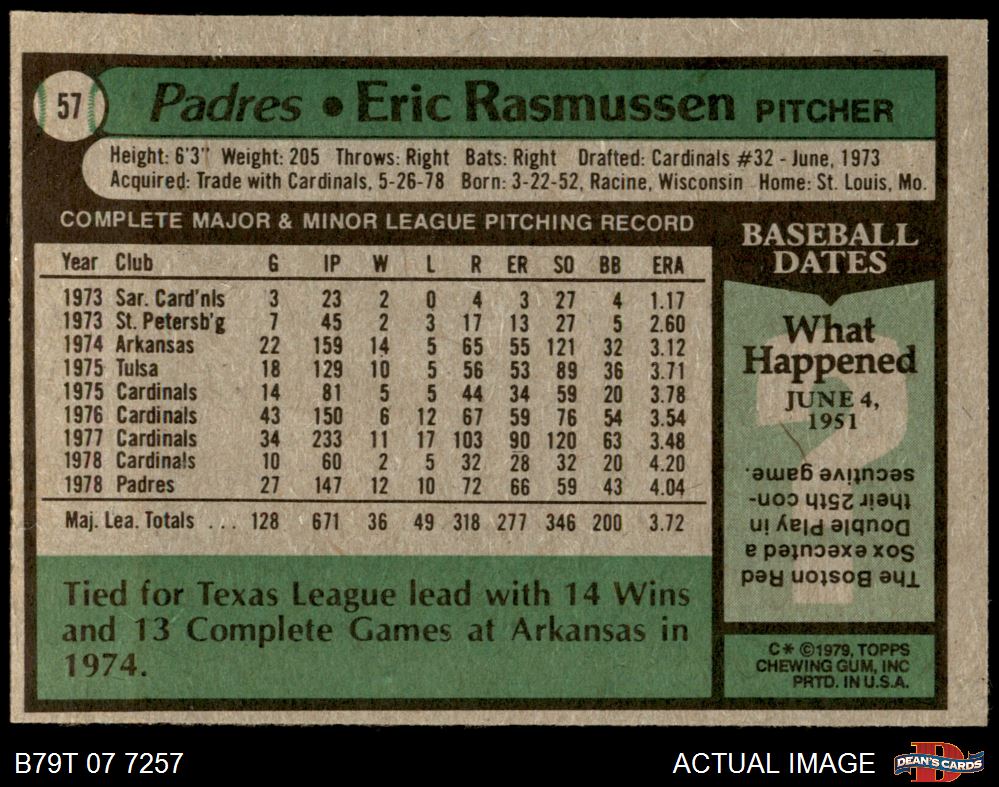 57
Padres • Eric Rasmussen PITCHER
Height: 6'3" Weight: 205 Throws: Right Bats: Right Drafted: Cardinals #32 - June, 1973
Acquired: Trade with Cardinals, 5-26-78 Born: 3-22-52, Racine, Wisconsin Home: St. Louis, Mo.
COMPLETE MAJOR & MINOR LEAGUE PITCHING RECORD
Year Club G IP W L R ER SO BB ERA
1973 Sar. Card'nls 3 23 2 0 4 3 27 4 1.17
1973 St. Petersb'g 7 45 2 3 17 13 27 5 2.60
1974 Arkansas 22 159 14 5 65 55 121 32 3.12
1975 Tulsa 18 129 10 5 56 53 89 36 3.71
1975 Cardinals 14 81 5 5 44 34 59 20 3.78
1976 Cardinals 43 150 6 12 67 59 76 54 3.54
1977 Cardinals 34 233 11 17 103 90 120 63 3.48
1978 Cardinals 10 60 2 5 32 28 32 20 4.20
1978 Padres 27 147 12 10 72 66 59 43 4.04
Maj. Lea. Totals ... 128 671 36 49 318 277 346 200 3.72
Tied for Texas League lead with 14 Wins
and 13 Complete Games at Arkansas in
1974.
BASEBALL
DATES
What
Happened
JUNE 4,
1951
The Boston Red
Sox executed a
Double Play in
their 25th con-
secutive game.
C* ©1979, TOPPS
CHEWING GUM, INC
PRTD. IN U.S.A.
B79T 07 7257
ACTUAL IMAGE
DEAN'S CARDS